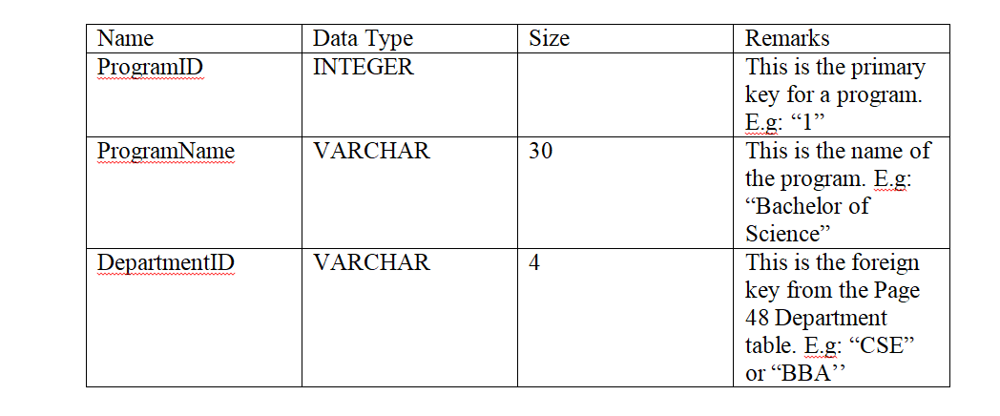 Name Data Type Size Remarks
ProgramID INTEGER This is the primary
key for a program.
E.g: “1”
ProgramName VARCHAR 30 This is the name of
the program. E.g:
“Bachelor of
Science”
DepartmentID VARCHAR 4 This is the foreign
key from the Page
48 Department
table. E.g: “CSE”
or “BBA’’